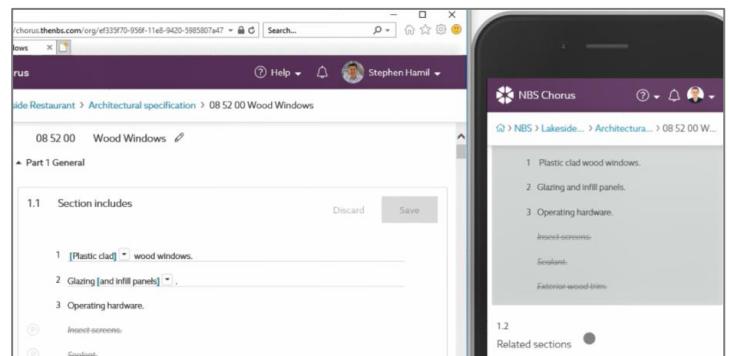 /chorus.thenbs.com/org/ef335f70-956f-11e8-9420-5985807a47
Search...
lows
rus
Help
Stephen Hamil
side Restaurant > Architectural specification > 08 52 00 Wood Windows
08 52 00 Wood Windows
Part 1 General
1.1 Section includes
Discard Save
1 [Plastic clad] wood windows.
2 Glazing [and infill panels] .
3 Operating hardware.
Insect screens.
Sealant.
NBS Chorus
NBS > Lakeside... > Architectura... > 08 52 00 W...
1 Plastic clad wood windows.
2 Glazing and infill panels.
3 Operating hardware.
Insect screens.
Sealant.
Exterior wood trim.
1.2
Related sections